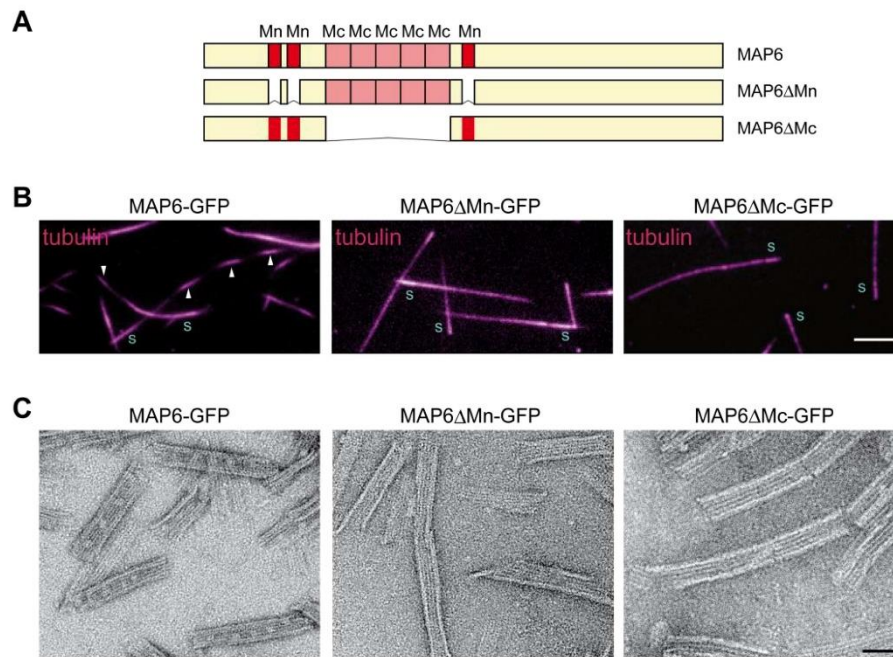 A
Mn Mn Mc Mc Mc Mc Mc Mn
MAP6
MAP6ΔMn
MAP6ΔMc
B
MAP6-GFP MAP6ΔMn-GFP MAP6ΔMc-GFP
tubulin tubulin tubulin
s s s s s s s s
C
MAP6-GFP MAP6ΔMn-GFP MAP6ΔMc-GFP